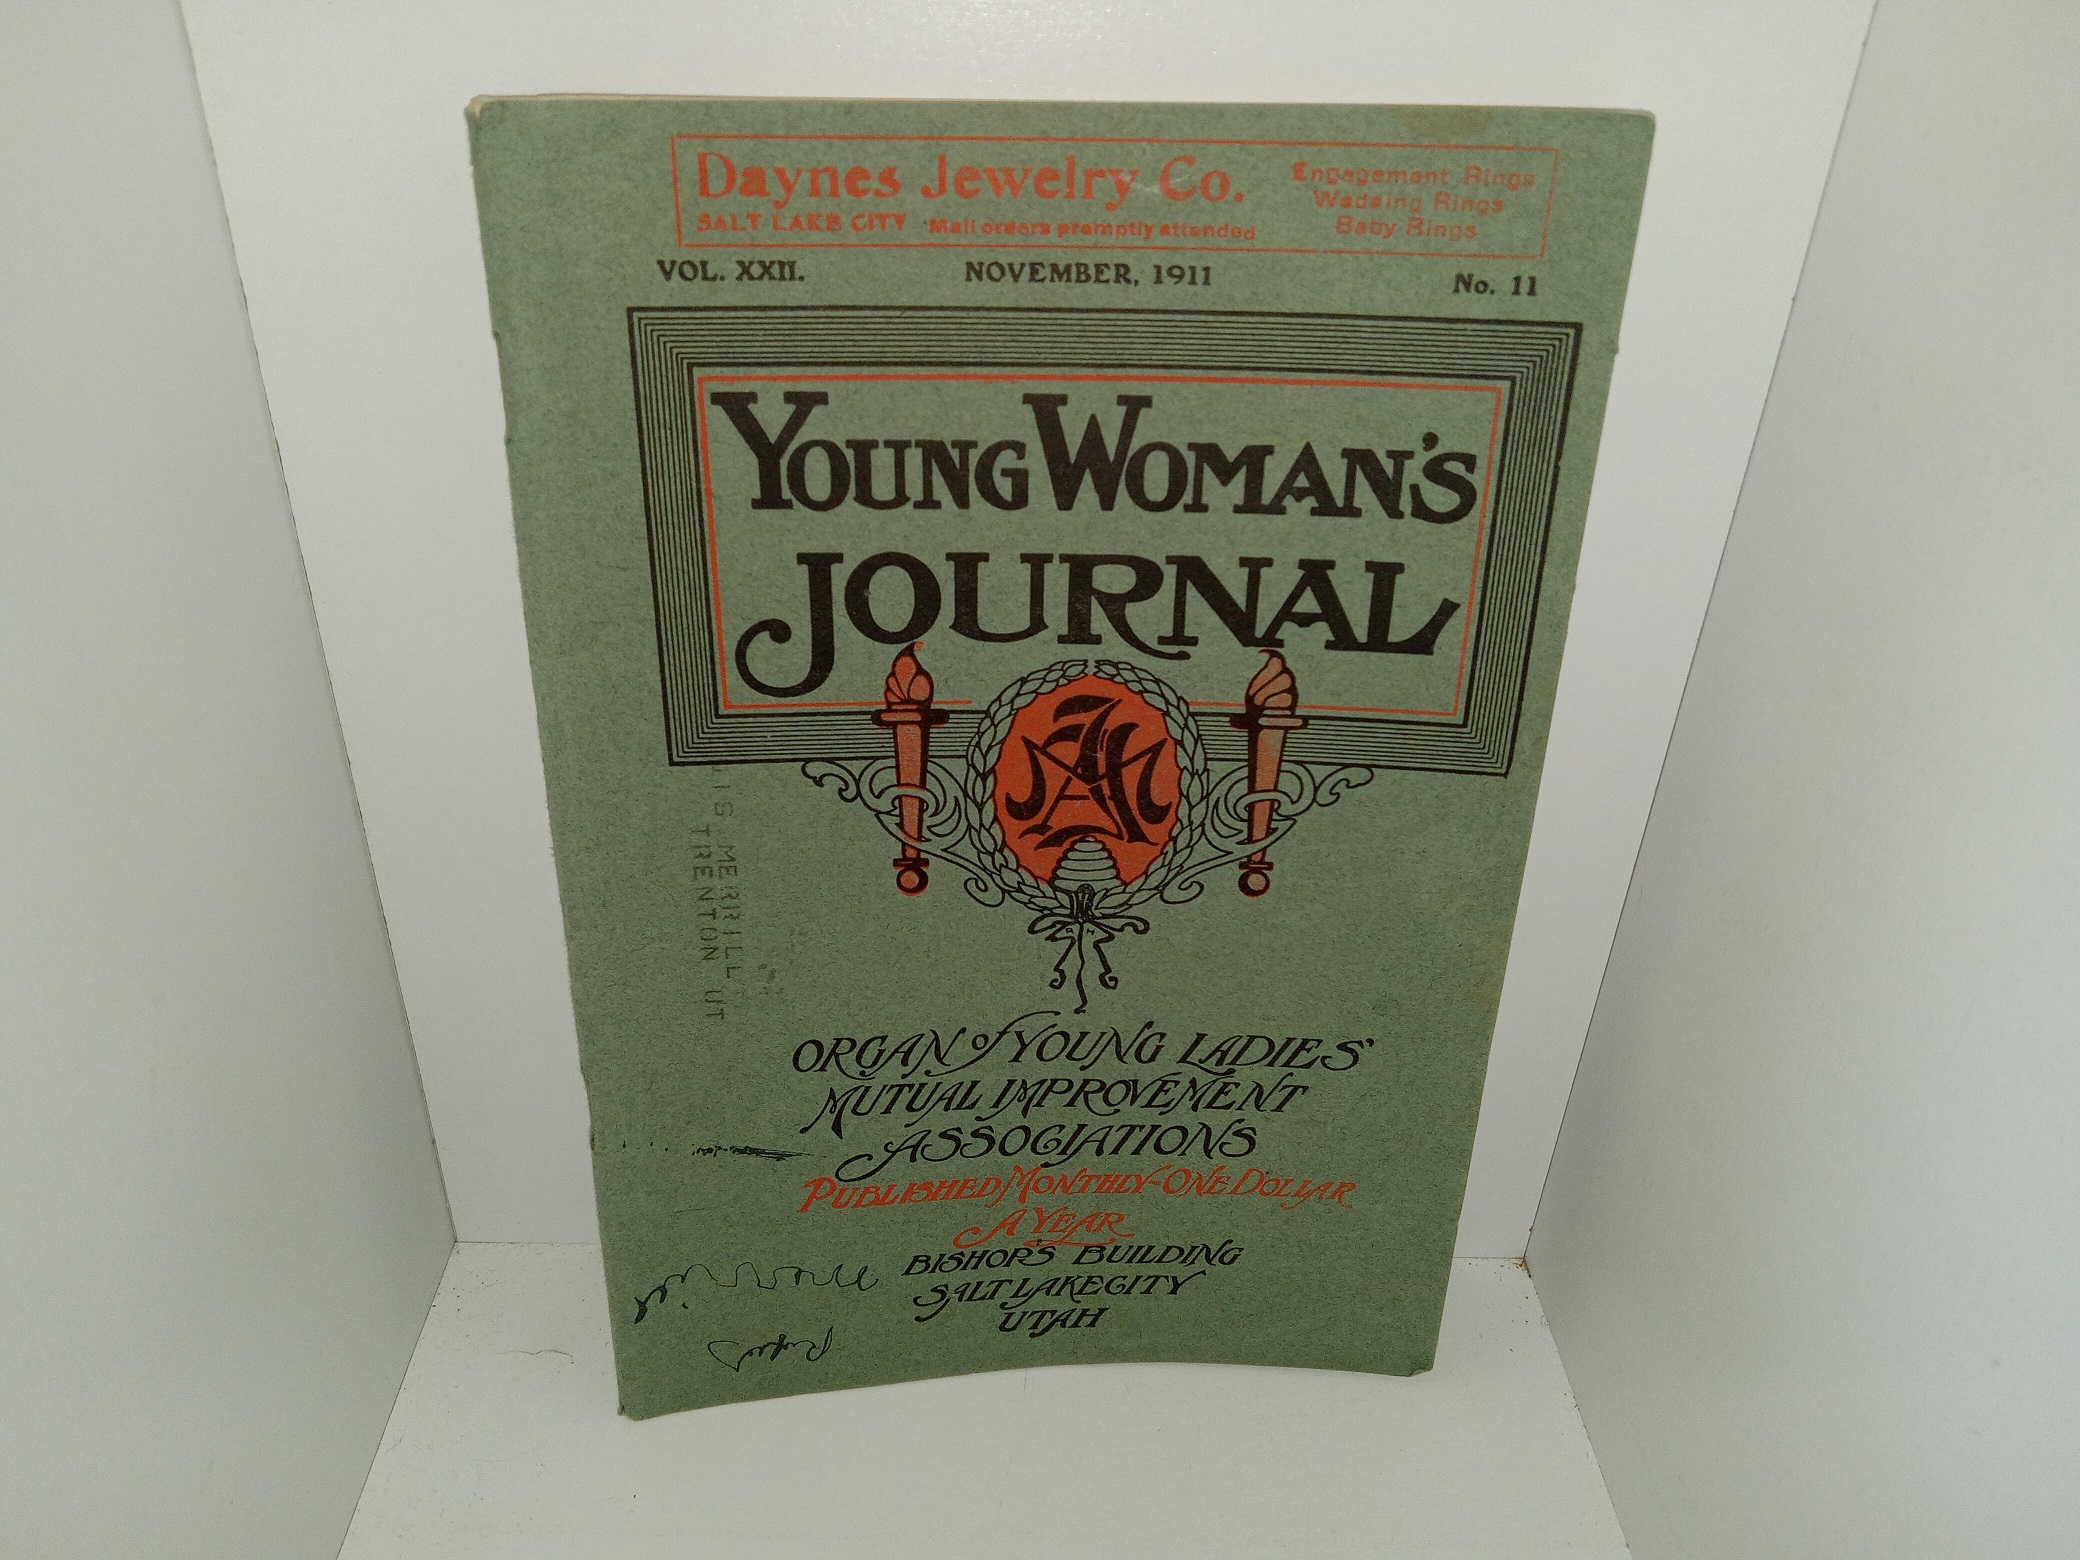 Daynes Jewelry Co.
SALT LAKE CITY Mail orders promptly attended
Engagement Rings
Wedding Rings
Baby Rings
VOL. XXII. NOVEMBER, 1911 No. 11
YOUNG WOMAN'S
JOURNAL
MERRILL
TRENTON UT
ORGAN of YOUNG LADIES'
MUTUAL IMPROVEMENT
ASSOCIATIONS
PUBLISHED MONTHLY-ONE DOLLAR
A YEAR
BISHOP'S BUILDING
SALT LAKE CITY
UTAH